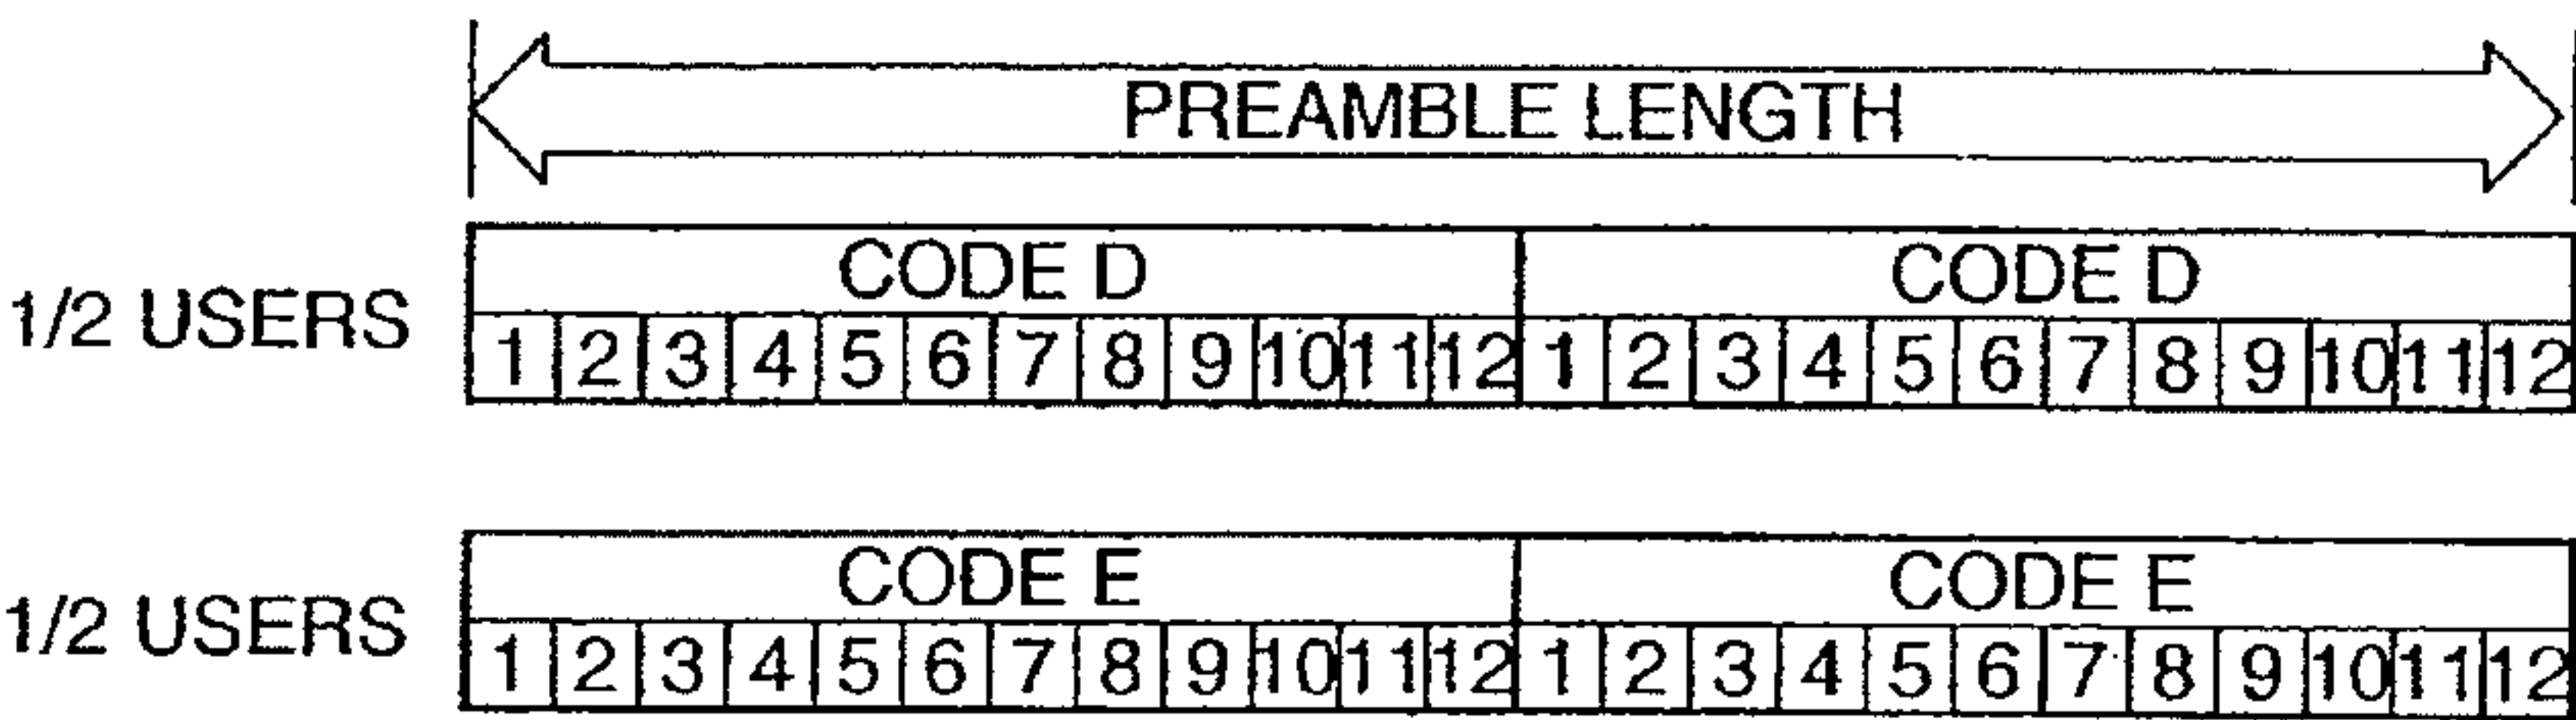 PREAMBLE LENGTH
CODE D CODE D
1/2 USERS
1 2 3 4 5 6 7 8 9 10 11 12 1 2 3 4 5 6 7 8 9 10 11 12
CODE E CODE E
1/2 USERS
1 2 3 4 5 6 7 8 9 10 11 12 1 2 3 4 5 6 7 8 9 10 11 12